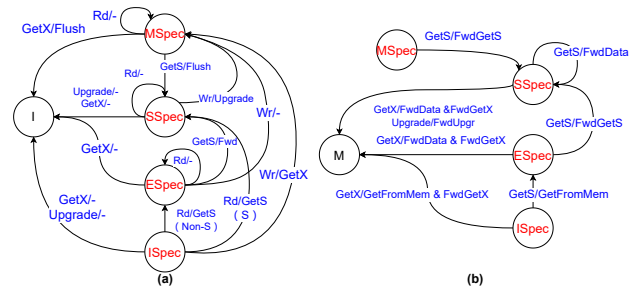 Rd/-
GetX/Flush
MSpec
GetS/Flush
Upgrade/-
GetX/-
Rd/-
Wr/Upgrade
Wr/-
I
SSpec
GetS/Fwd
GetX/-
Rd/-
Wr/GetX
ESpec
GetX/-
Upgrade/-
Rd/GetS
( Non-S )
Rd/GetS
( S )
ISpec
(a)
MSpec
GetS/FwdGetS
GetS/FwdData
SSpec
GetX/FwdData &FwdGetX
Upgrade/FwdUpgr
GetS/FwdGetS
GetX/FwdData & FwdGetX
M
ESpec
GetX/GetFromMem & FwdGetX
GetS/GetFromMem
ISpec
(b)